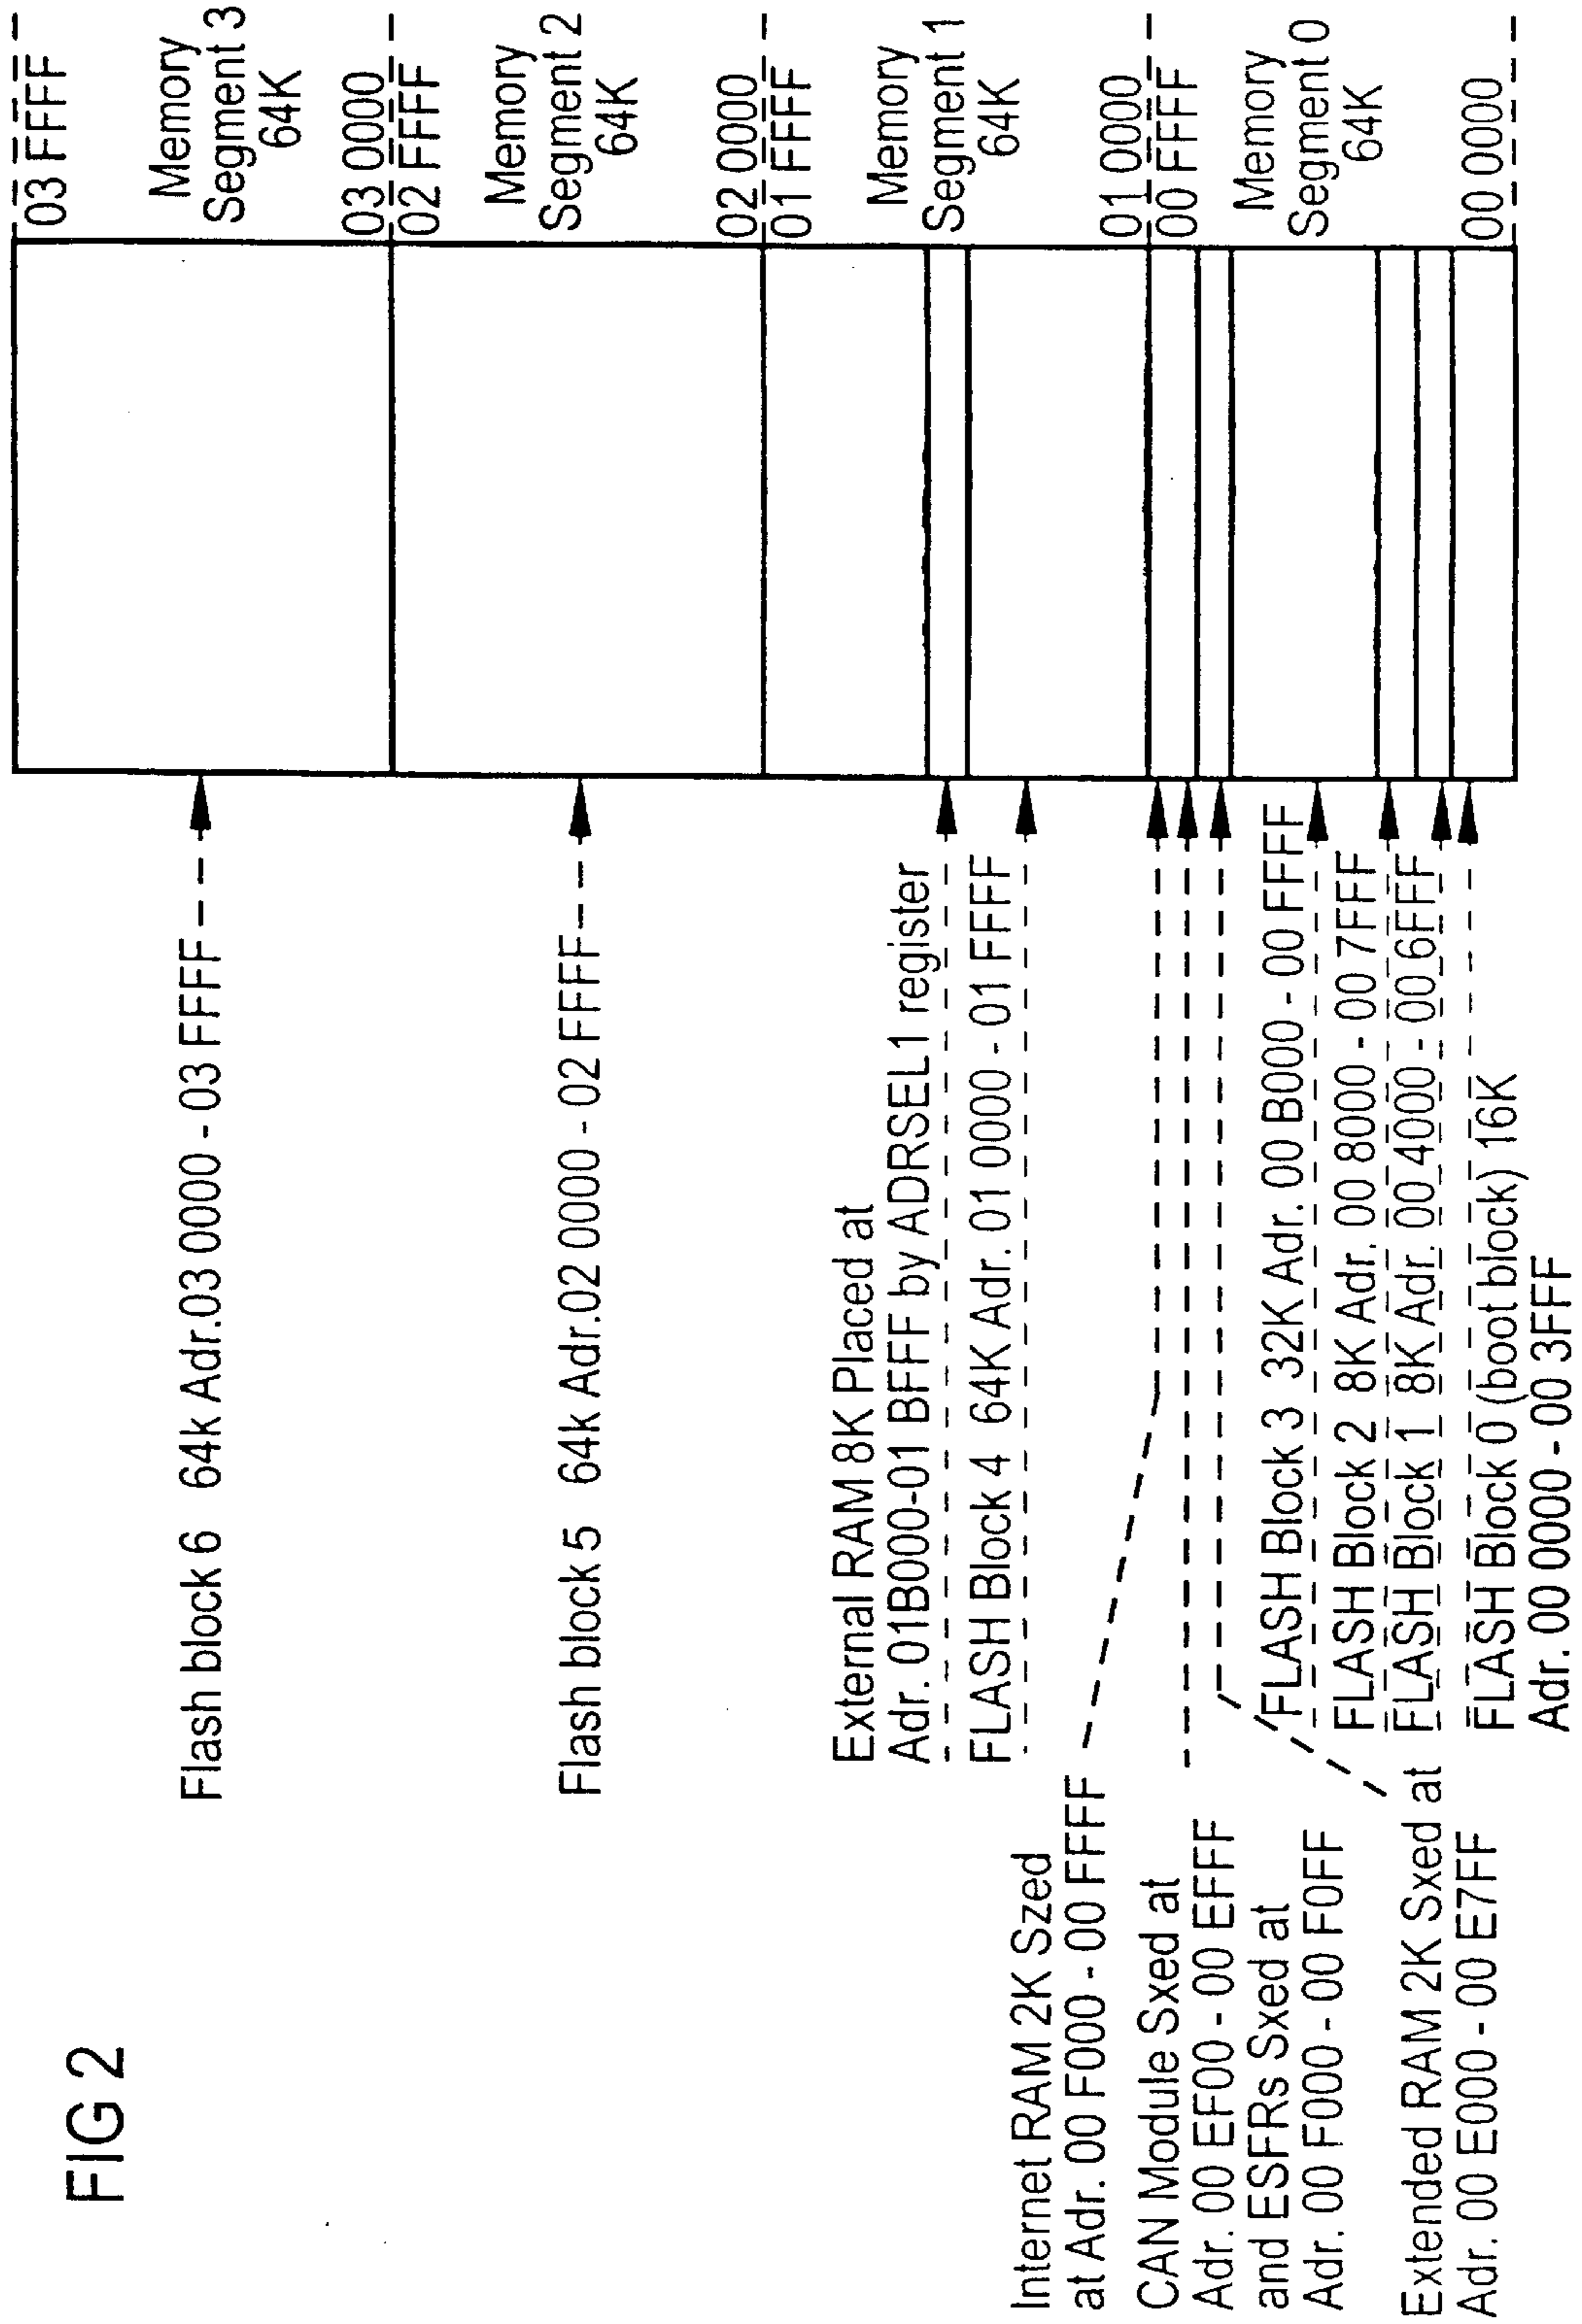 FIG 2
Flash block 6 64k Adr.03 0000 - 03 FFFF
Flash block 5 64k Adr.02 0000 - 02 FFF
External RAM 8K Placed at
Adr. 01B000-01 BFFF by ADRSEL1 register
FLASH Block 4 64K Adr. 01 0000 - 01 FFFF
Internet RAM 2K Szed
at Adr. 00 F000 - 00 FFFF
CAN Module Sxed at
Adr. 00 EF00 - 00 EFFF
and ESFRs Sxed at
Adr. 00 F000 - 00 F0FF
Extended RAM 2K Sxed at
Adr. 00 E000 - 00 E7FF
FLASH Block 3 32K Adr. 00 B000 - 00 FFFF
FLASH Block 2 8K Adr. 00 8000 - 00 7FFF
FLASH Block 1 8K Adr. 00 4000 - 00 6FFF
FLASH Block 0 (boot block) 16K
Adr. 00 0000 - 00 3FFF
03 FFFF
Memory
Segment 3
64K
03 0000
02 FFFF
Memory
Segment 2
64K
02 0000
01 FFFF
Memory
Segment 1
64K
01 0000
00 FFFF
Memory
Segment 0
64K
00 0000